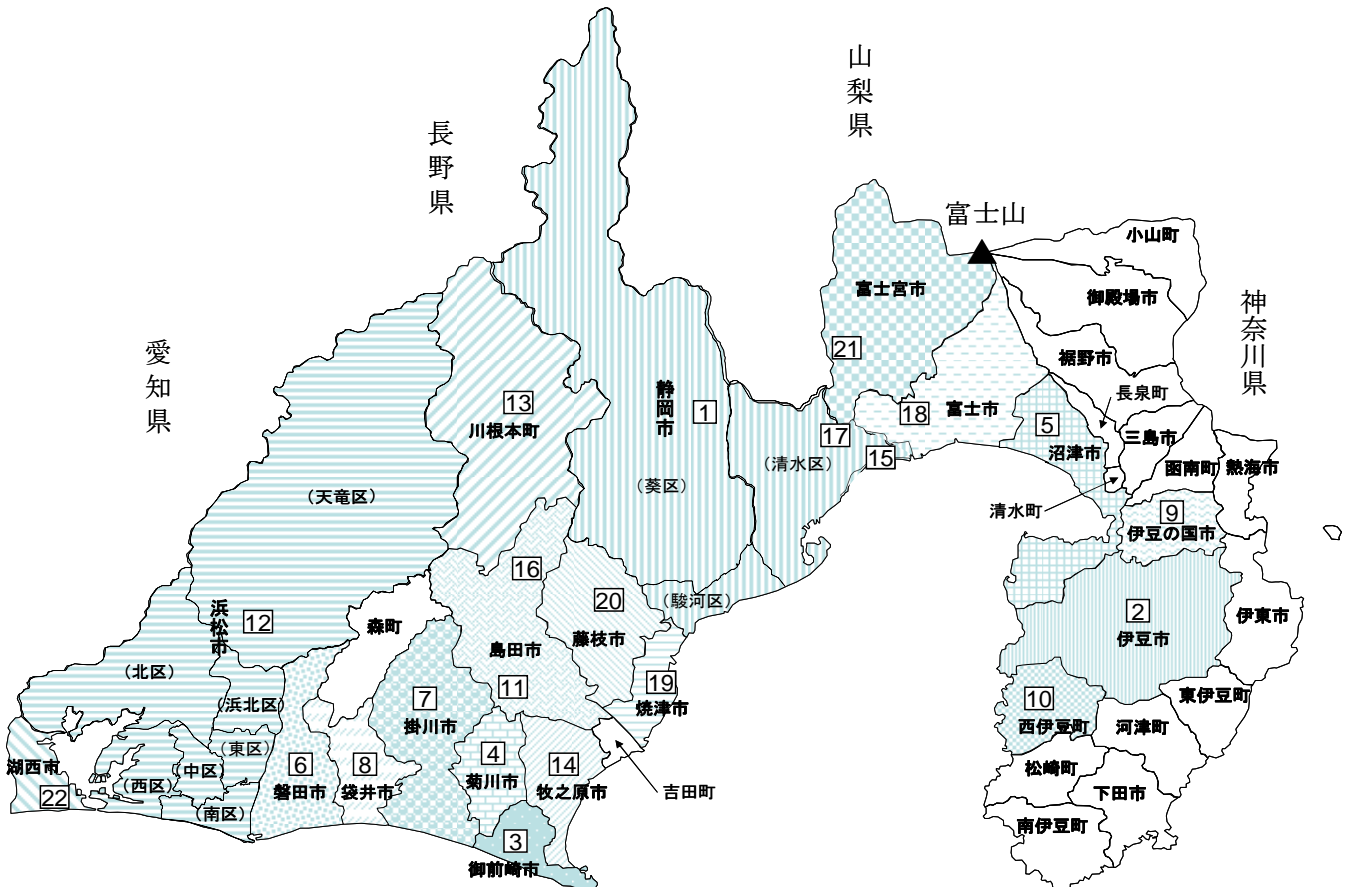 山梨県
長野県
富士山
小山町
神奈川県
愛知県
富士宮市
御殿場市
21
裾野市
静岡市
1
13
川根本町
18
富士市
長泉町
5
沼津市
三島市
函南町
熱海市
17
15
(清水区)
(葵区)
(天竜区)
清水町
9
伊豆の国市
16
20
藤枝市
(駿河区)
2
伊豆市
伊東市
浜松市
12
森町
島田市
(北区)
11
19
焼津市
(浜北区)
7
掛川市
10
西伊豆町
東伊豆町
河津町
湖西市
22
(東区)
(中区)
(西区)
(南区)
6
磐田市
8
袋井市
4
菊川市
14
牧之原市
吉田町
松崎町
下田市
南伊豆町
3
御前崎市